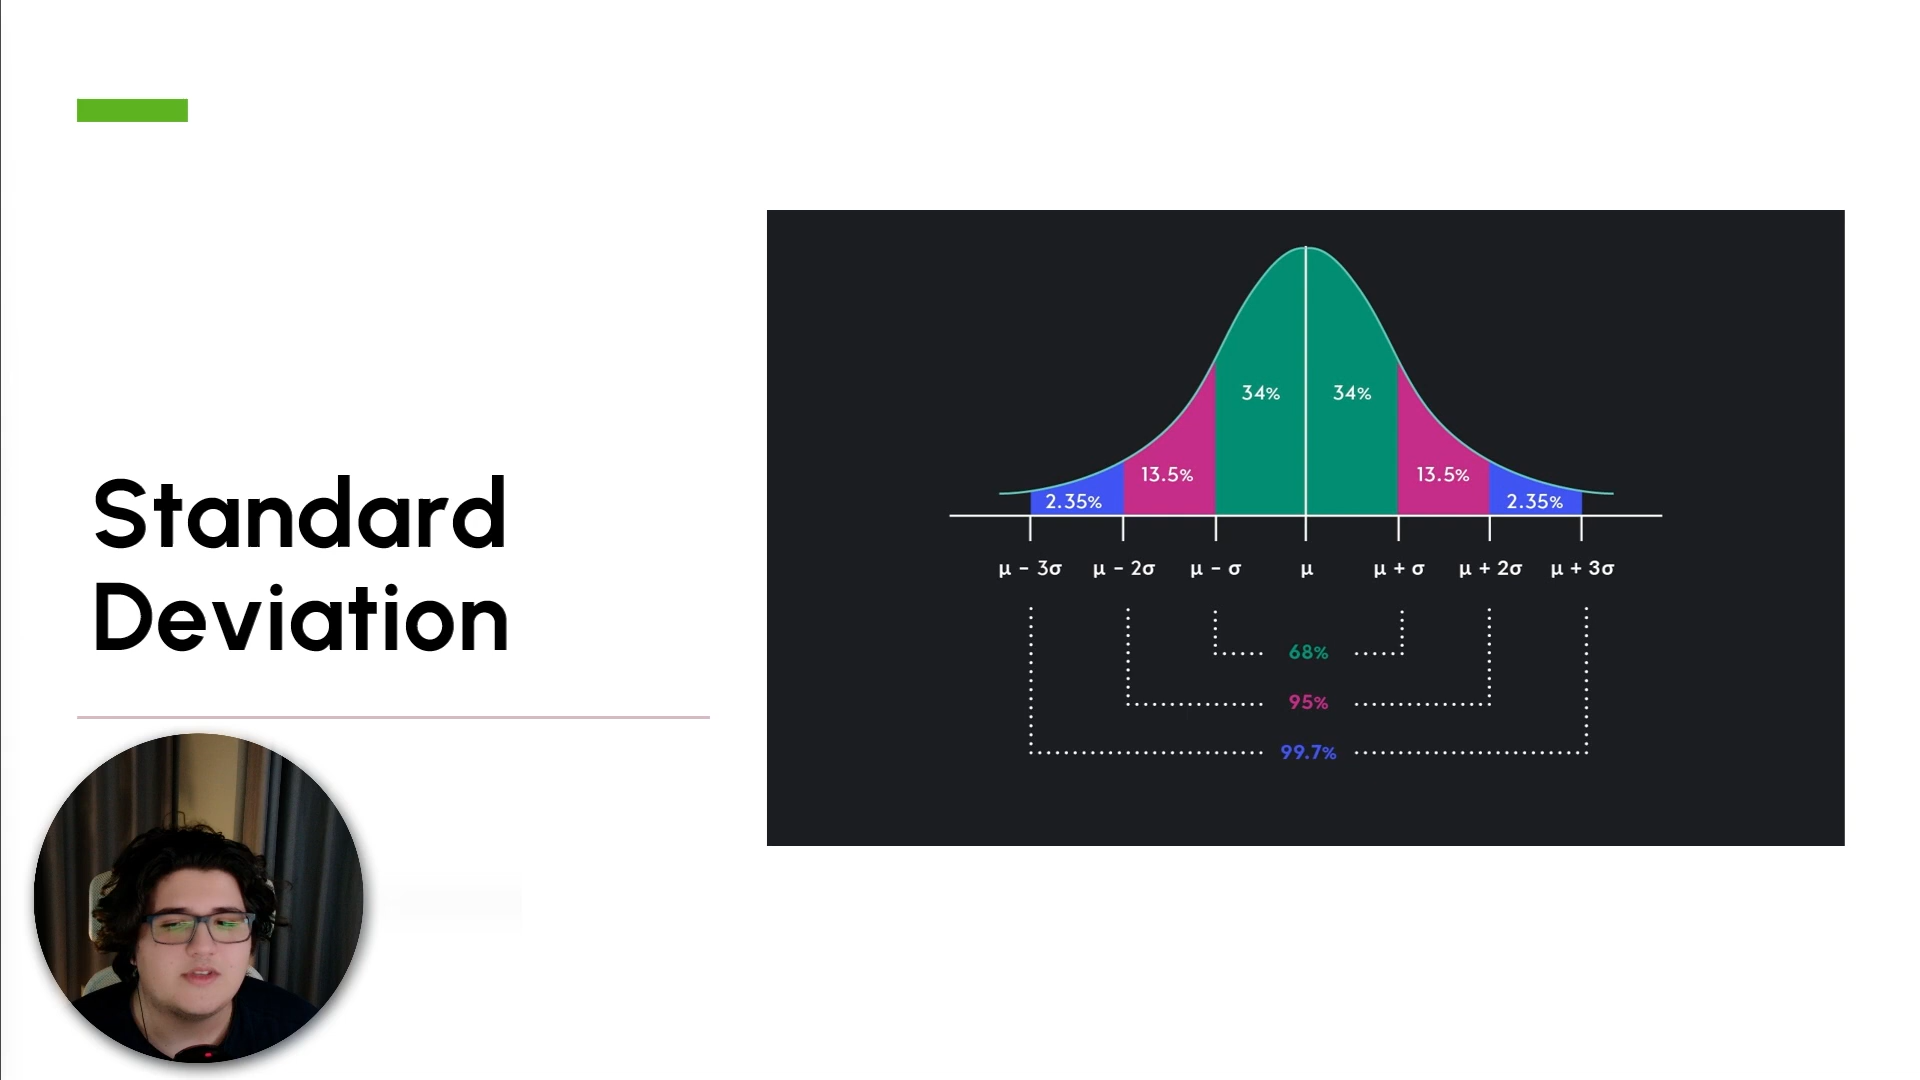 Standard
Deviation
34% 34%
13.5% 13.5%
2.35% 2.35%
μ - 3σ μ - 2σ μ - σ μ μ + σ μ + 2σ μ + 3σ
68%
95%
99.7%